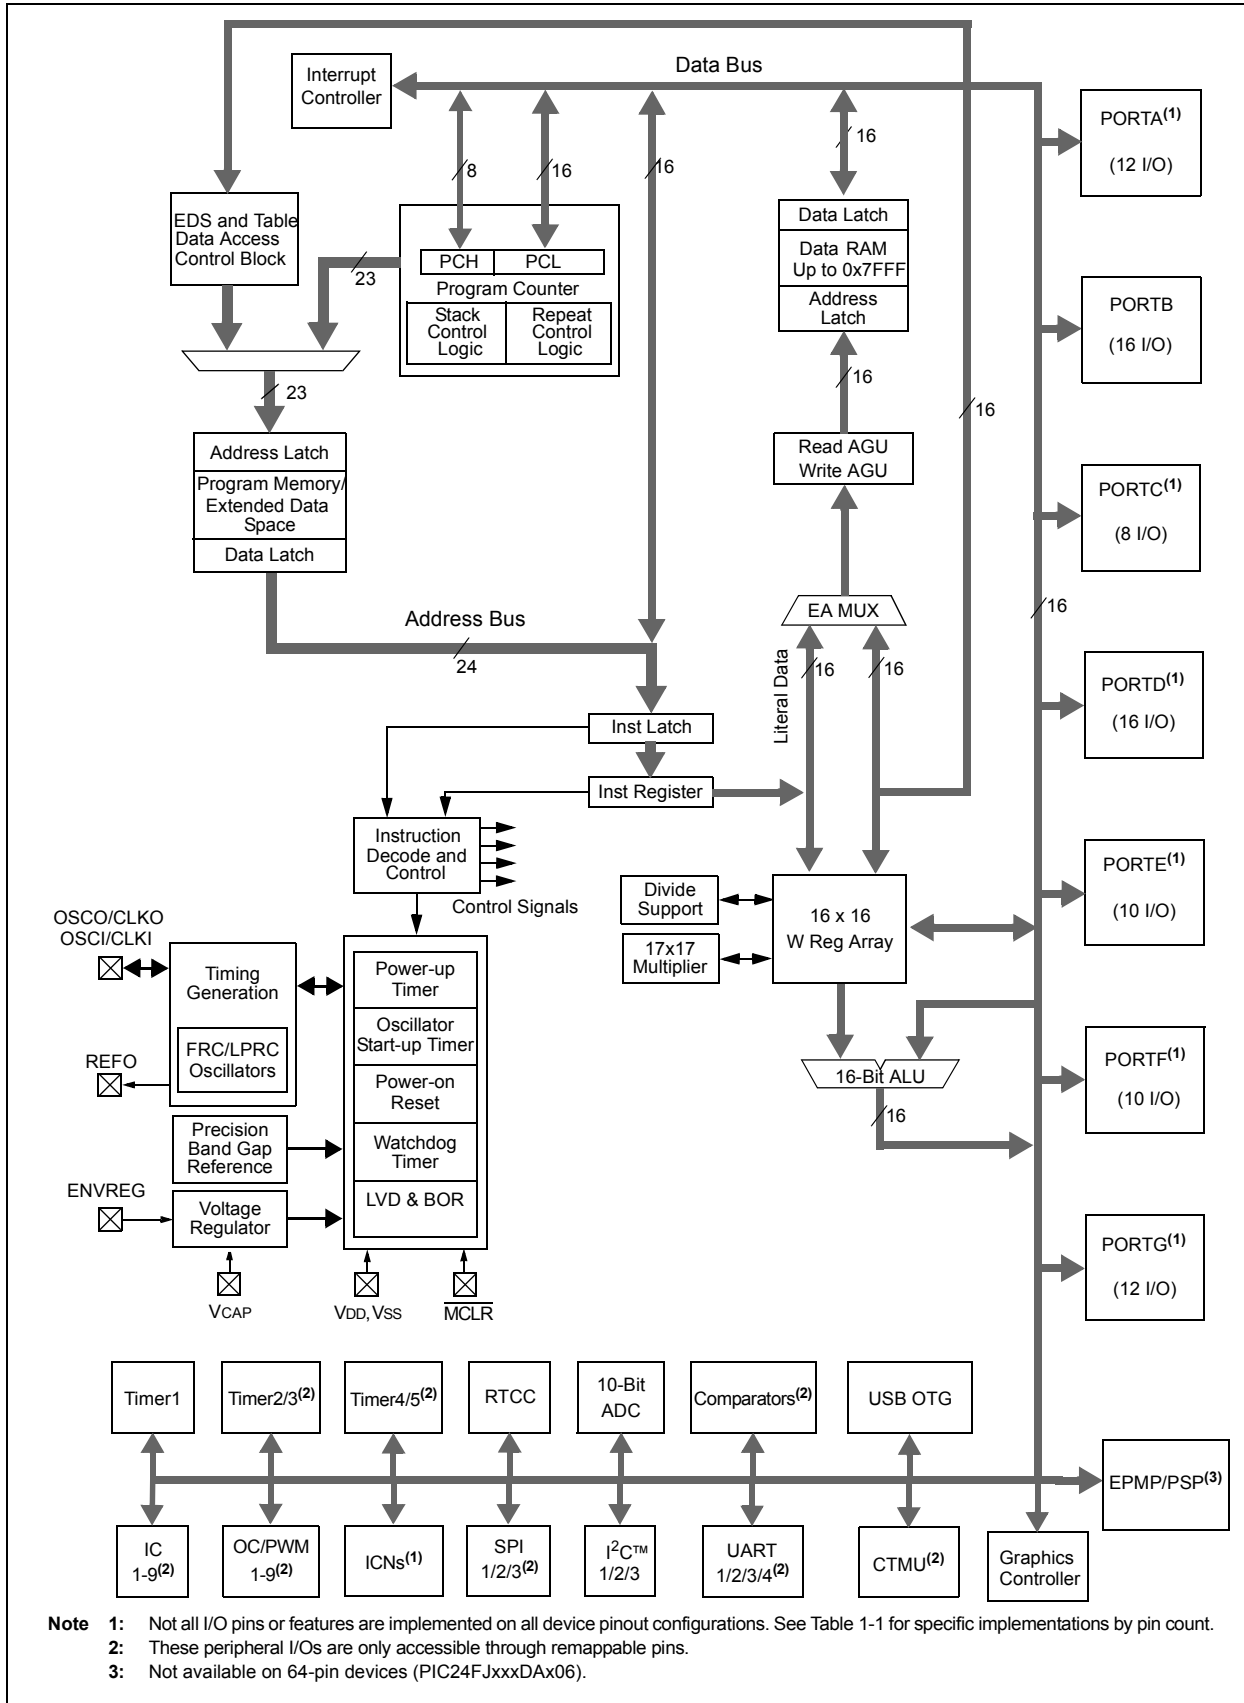 Data Bus
Interrupt
Controller
16
8
16
16
PORTA(1)
(12 I/O)
EDS and Table
Data Access
Control Block
23
PCH
PCL
Program Counter
Stack
Control
Logic
Repeat
Control
Logic
Data Latch
Data RAM
Up to 0x7FFF
Address
Latch
PORTB
(16 I/O)
23
16
16
Address Latch
Program Memory/
Extended Data
Space
Data Latch
Read AGU
Write AGU
PORTC(1)
(8 I/O)
EA MUX
16
Address Bus
24
Literal Data
16
16
PORTD(1)
(16 I/O)
Inst Latch
Inst Register
Instruction
Decode and
Control
Control Signals
Divide
Support
17x17
Multiplier
16 x 16
W Reg Array
PORTE(1)
(10 I/O)
OSCO/CLKO
OSCI/CLKI
Timing
Generation
FRC/LPRC
Oscillators
REFO
Power-up
Timer
Oscillator
Start-up Timer
Power-on
Reset
Watchdog
Timer
LVD & BOR
16-Bit ALU
16
PORTF(1)
(10 I/O)
Precision
Band Gap
Reference
ENVREG
Voltage
Regulator
VCAP
VDD, VSS
MCLR
PORTG(1)
(12 I/O)
Timer1
Timer2/3(2)
Timer4/5(2)
RTCC
10-Bit
ADC
Comparators(2)
USB OTG
EPMP/PSP(3)
IC
1-9(2)
OC/PWM
1-9(2)
ICNs(1)
SPI
1/2/3(2)
I2C™
1/2/3
UART
1/2/3/4(2)
CTMU(2)
Graphics
Controller
Note 1: Not all I/O pins or features are implemented on all device pinout configurations. See Table 1-1 for specific implementations by pin count.
2: These peripheral I/Os are only accessible through remappable pins.
3: Not available on 64-pin devices (PIC24FJxxxDAx06).